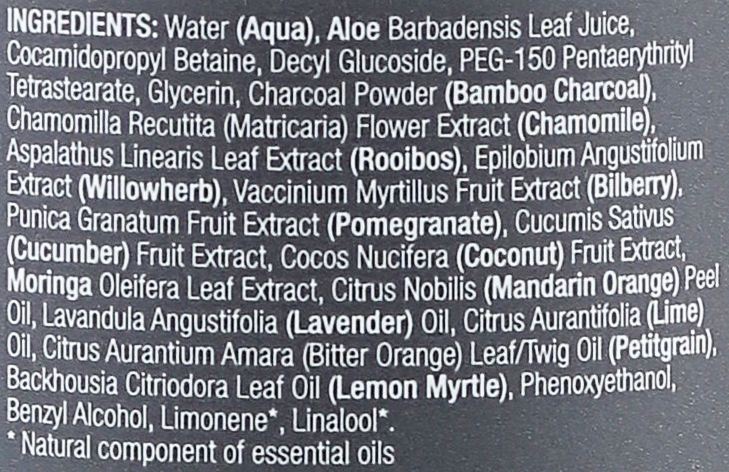 INGREDIENTS: Water (Aqua), Aloe Barbadensis Leaf Juice,
Cocamidopropyl Betaine, Decyl Glucoside, PEG-150 Pentaerythrityl
Tetrastearate, Glycerin, Charcoal Powder (Bamboo Charcoal),
Chamomilla Recutita (Matricaria) Flower Extract (Chamomile),
Aspalathus Linearis Leaf Extract (Rooibos), Epilobium Angustifolium
Extract (Willowherb), Vaccinium Myrtillus Fruit Extract (Bilberry),
Punica Granatum Fruit Extract (Pomegranate), Cucumis Sativus
(Cucumber) Fruit Extract, Cocos Nucifera (Coconut) Fruit Extract,
Moringa Oleifera Leaf Extract, Citrus Nobilis (Mandarin Orange) Peel
Oil, Lavandula Angustifolia (Lavender) Oil, Citrus Aurantifolia (Lime)
Oil, Citrus Aurantium Amara (Bitter Orange) Leaf/Twig Oil (Petitgrain),
Backhousia Citriodora Leaf Oil (Lemon Myrtle), Phenoxyethanol,
Benzyl Alcohol, Limonene*, Linalool*.
* Natural component of essential oils